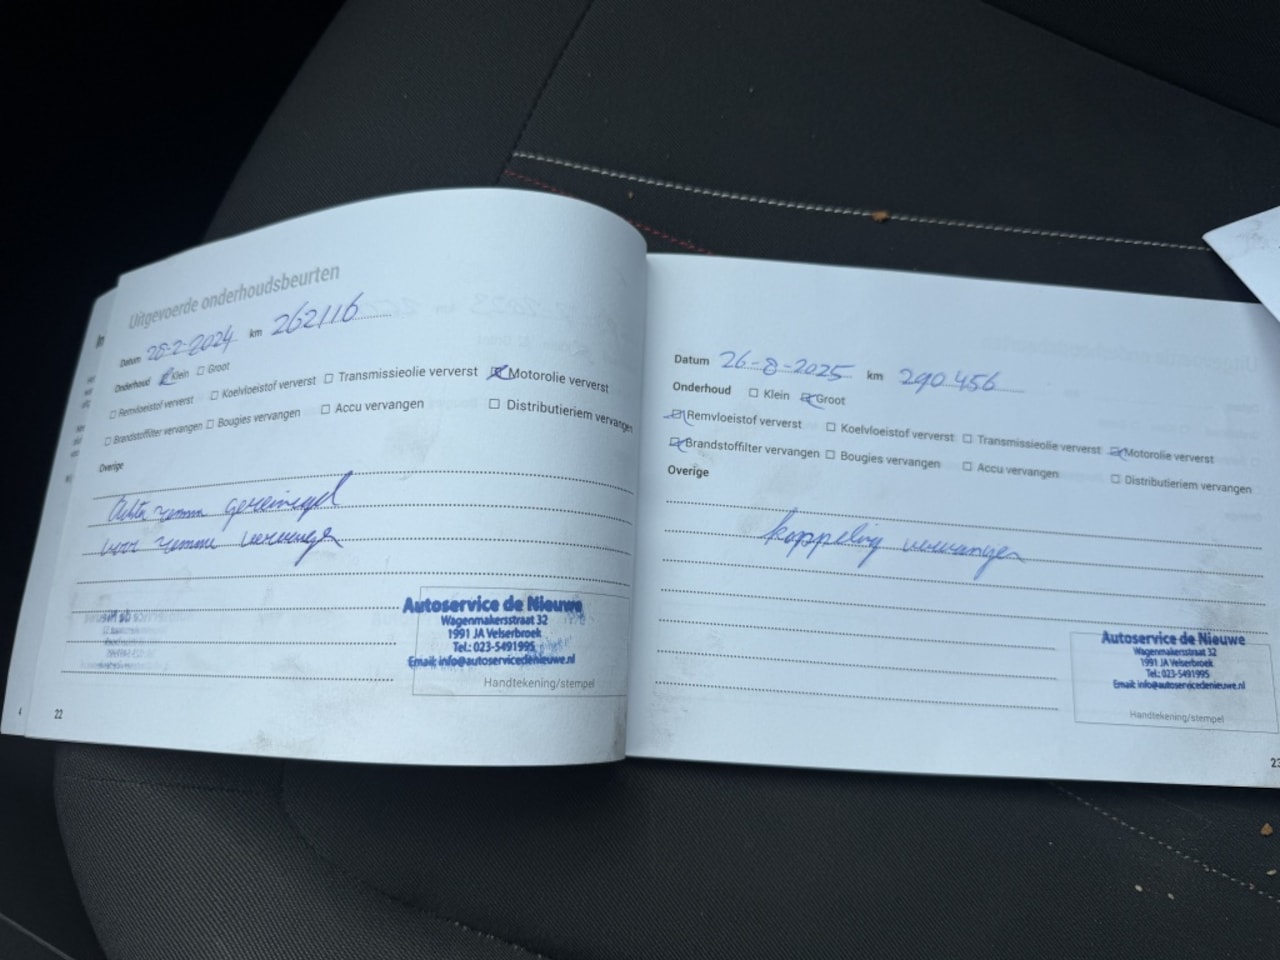 Uitgevoerde onderhoudsbeurten
Datum 28-2-2024 km 262116
Onderhoud Klein Groot
Remvloeistof ververst Koelvloeistof ververst Transmissieolie ververst Motorolie ververst
Brandstoffilter vervangen Bougies vervangen Accu vervangen Distributieriem vervangen
Overige
Achter remmen gereinigd
voor remmen vervangen
Autoservice de Nieuwe
Wagenmakersstraat 32
1991 JA Velserbroek
Tel.: 023-5491995
Email: info@autoservicedenieuwe.nl
Handtekening/stempel
4
22
Datum 26-8-2025 km 290456
Onderhoud Klein Groot
Remvloeistof ververst Koelvloeistof ververst Transmissieolie ververst Motorolie ververst
Brandstoffilter vervangen Bougies vervangen Accu vervangen Distributieriem vervangen
Overige
koppeling vervangen
Autoservice de Nieuwe
Wagenmakersstraat 32
1991 JA Velserbroek
Tel.: 023-5491995
Email: info@autoservicedenieuwe.nl
Handtekening/stempel
23